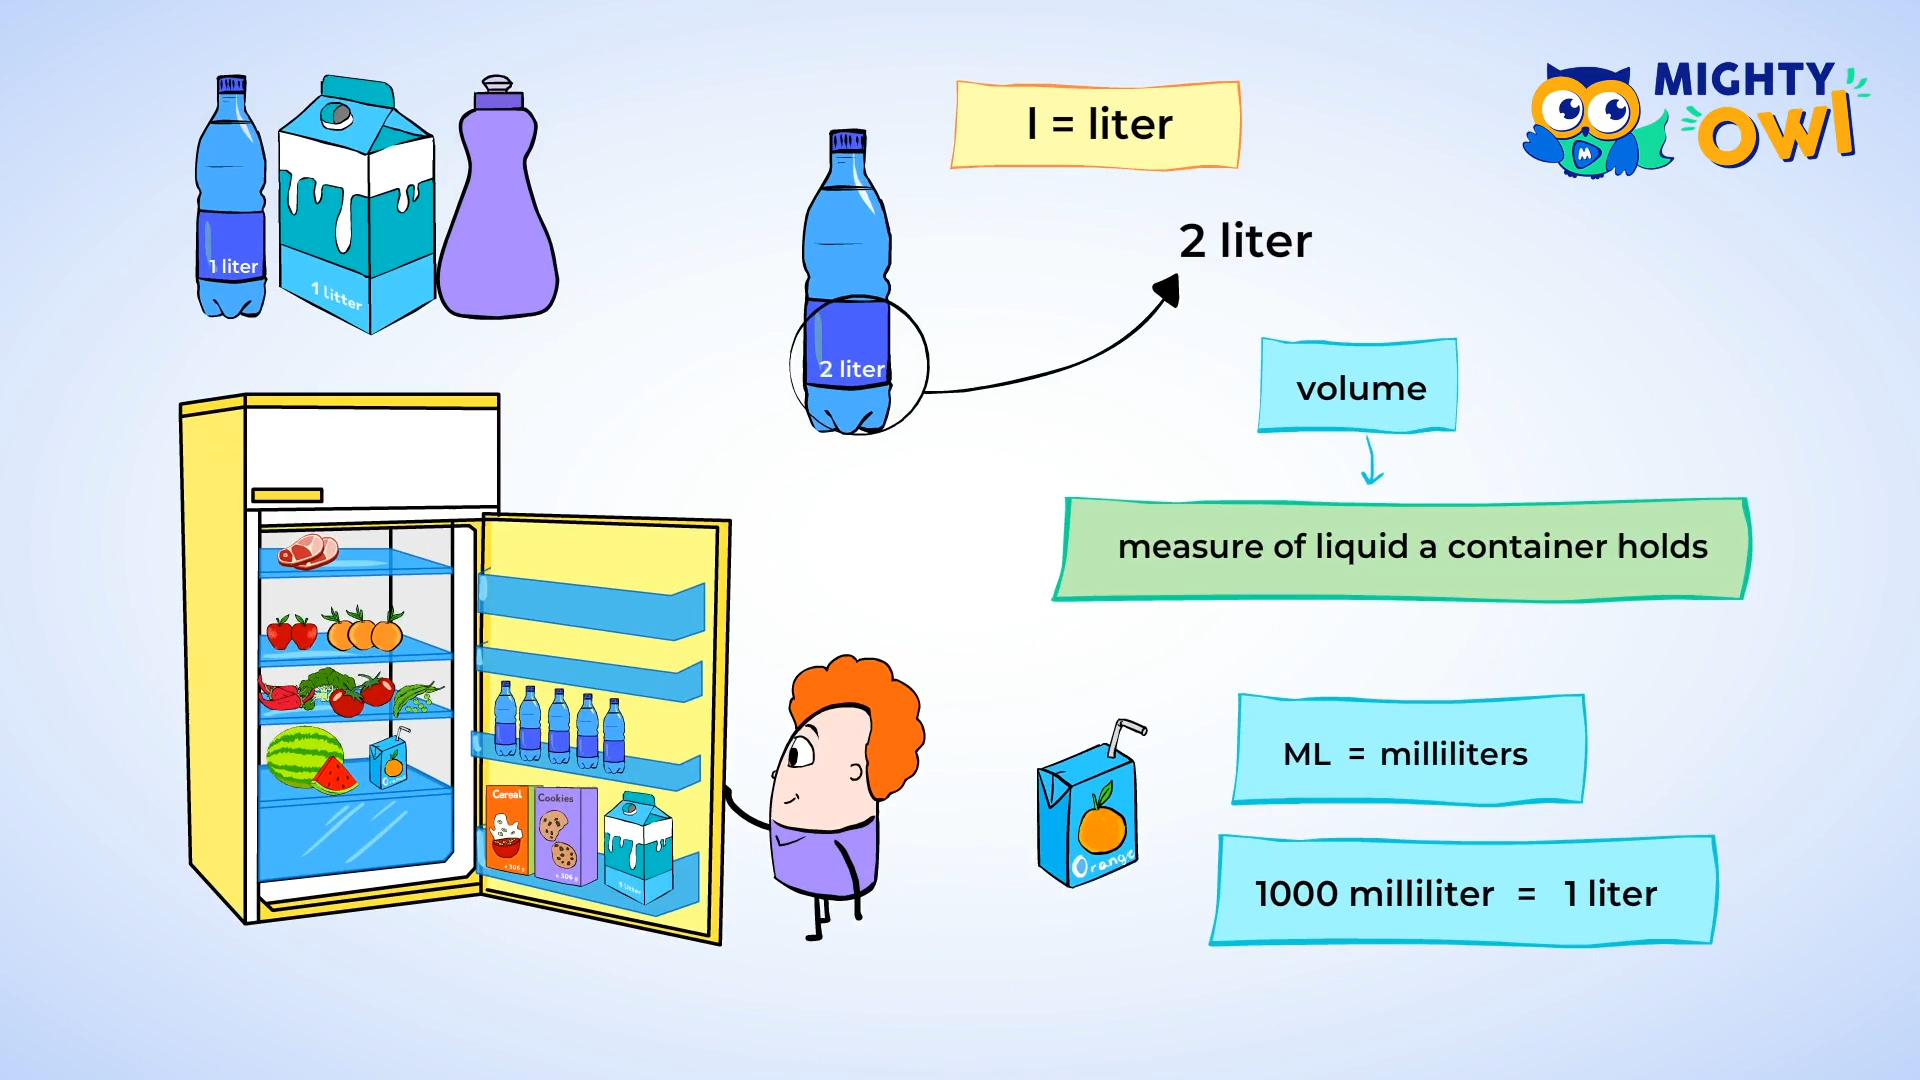 MIGHTY
OWl
l = liter
2 liter
1 liter
1 litter
2 liter
volume
measure of liquid a container holds
ML = milliliters
1000 milliliter = 1 liter
Orange
Cereal
Cookies
Orange
M